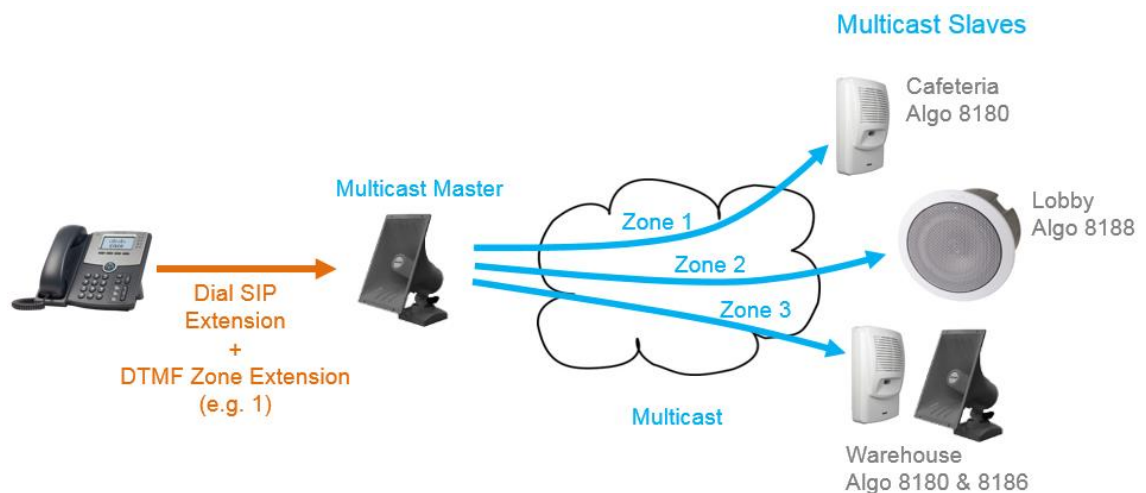 Multicast Slaves
Cafeteria
Algo 8180
Multicast Master
Zone 1
Lobby
Algo 8188
Zone 2
Dial SIP
Extension
+
DTMF Zone Extension
(e.g. 1)
Zone 3
Multicast
Warehouse
Algo 8180 & 8186